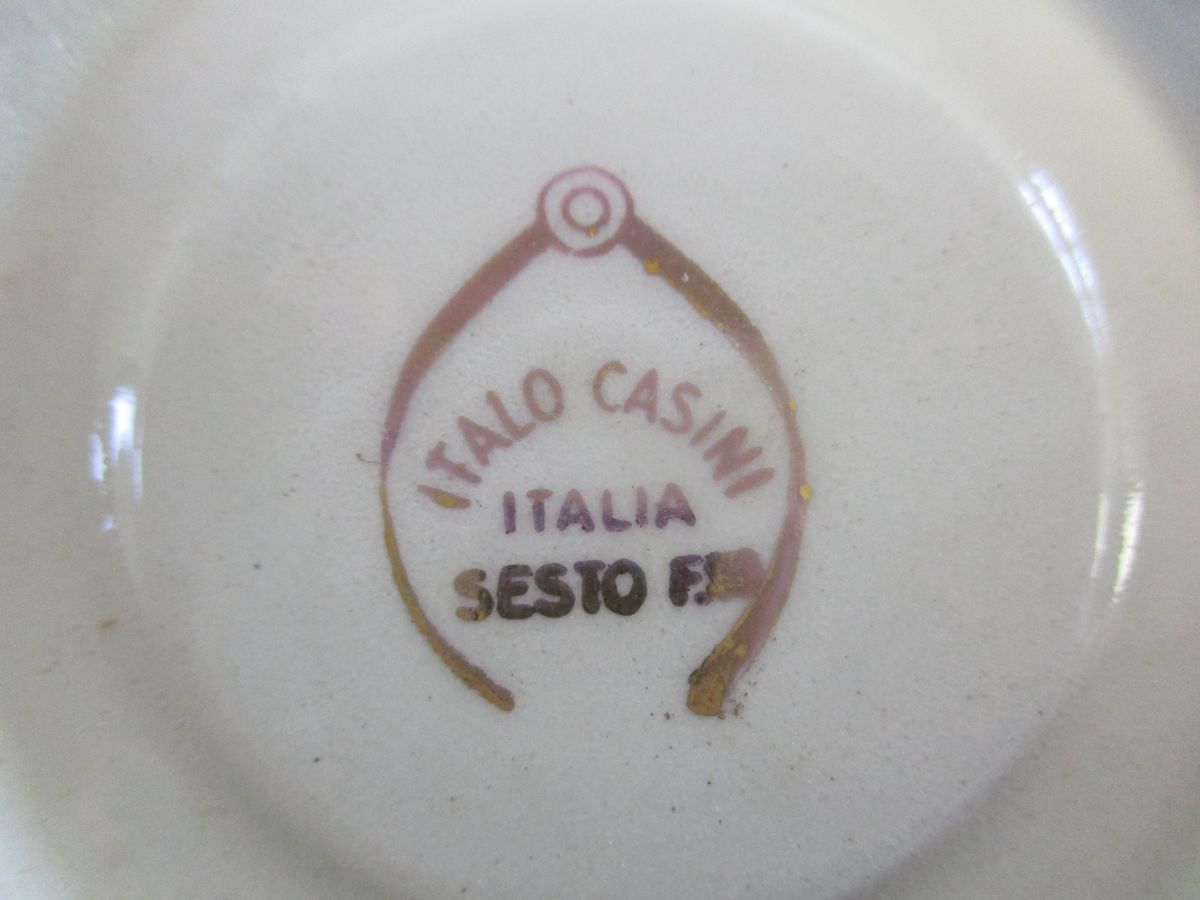 ITALO CASINI
ITALIA
SESTO F.